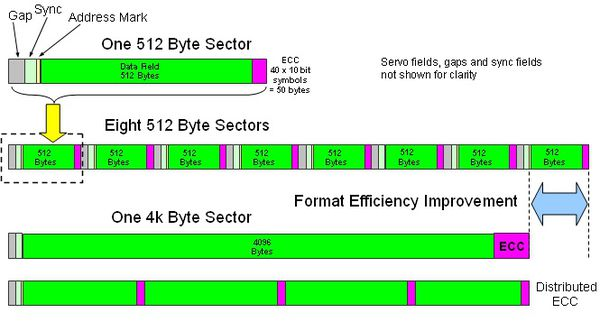 Gap
Sync
Address Mark
One 512 Byte Sector
Data Field
512 Bytes
ECC
40 x 10 bit
symbols
= 50 bytes
Servo fields, gaps and sync fields
not shown for clarity
Eight 512 Byte Sectors
512
Bytes
512
Bytes
512
Bytes
512
Bytes
512
Bytes
512
Bytes
512
Bytes
512
Bytes
Format Efficiency Improvement
One 4k Byte Sector
4096
Bytes
ECC
Distributed
ECC